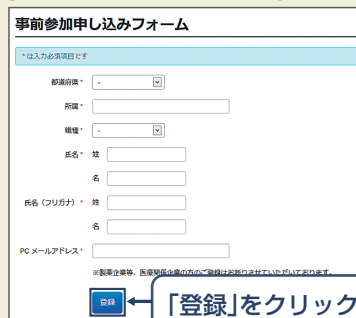 事前参加申し込みフォーム
*は入力必須項目です
都道府県* -
所属*
職種* -
氏名* 姓
名
氏名（フリガナ）* 姓
名
PC メールアドレス*
※製薬企業等、医療関係企業の方のご登録はお断りさせていただいております。
登録
「登録」をクリック